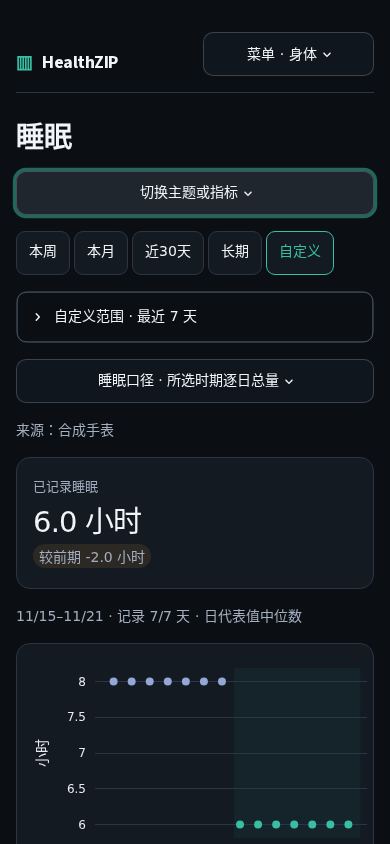 HealthZIP
菜单 · 身体
睡眠
切换主题或指标
本周
本月
近30天
长期
自定义
自定义范围 · 最近 7 天
睡眠口径 · 所选时期逐日总量
来源：合成手表
已记录睡眠
6.0 小时
较前期 -2.0 小时
11/15–11/21 · 记录 7/7 天 · 日代表值中位数
8
7.5
7
6.5
6
小时